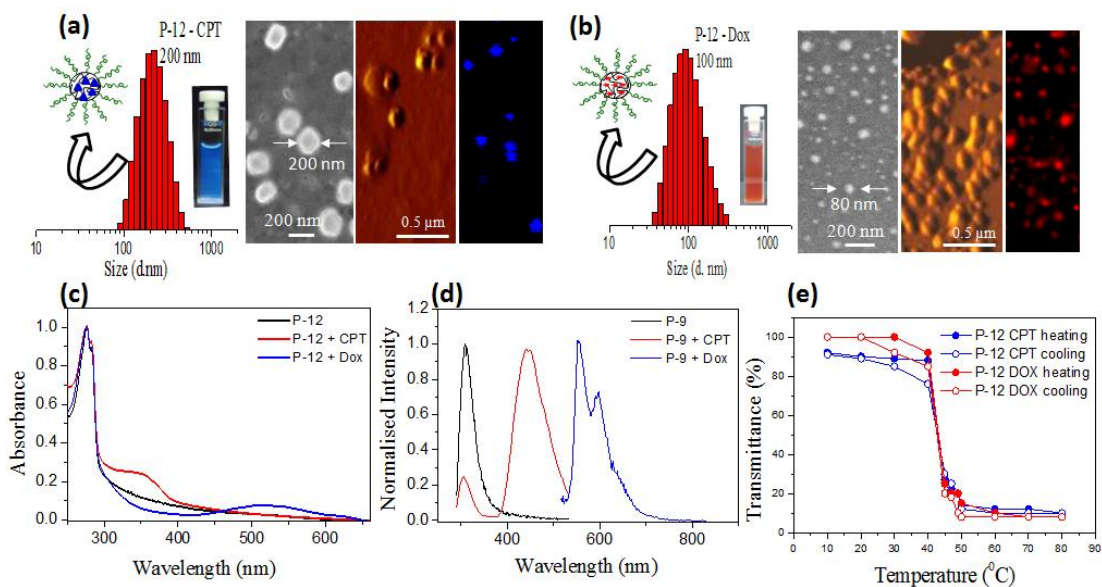 (a)
P-12 - CPT
200 nm
10 100 1000
Size (d.nm)
200 nm
200 nm
0.5 µm
(b)
P-12 -Dox
100 nm
10 100 1000
Size (d. nm)
80 nm
200 nm
0.5 µm
(c)
P-12
P-12 + CPT
P-12 + Dox
Absorbance
1.0
0.8
0.6
0.4
0.2
0.0
300 400 500 600
Wavelength (nm)
(d)
P-9
P-9 + CPT
P-9 + Dox
Normalised Intensity
1.2
1.0
0.8
0.6
0.4
0.2
0.0
400 600 800
Wavelength (nm)
(e)
P-12 CPT heating
P-12 CPT cooling
P-12 DOX heating
P-12 DOX cooling
Transmittance (%)
100
80
60
40
20
0
0 10 20 30 40 50 60 70 80 90
Temperature (⁰C)